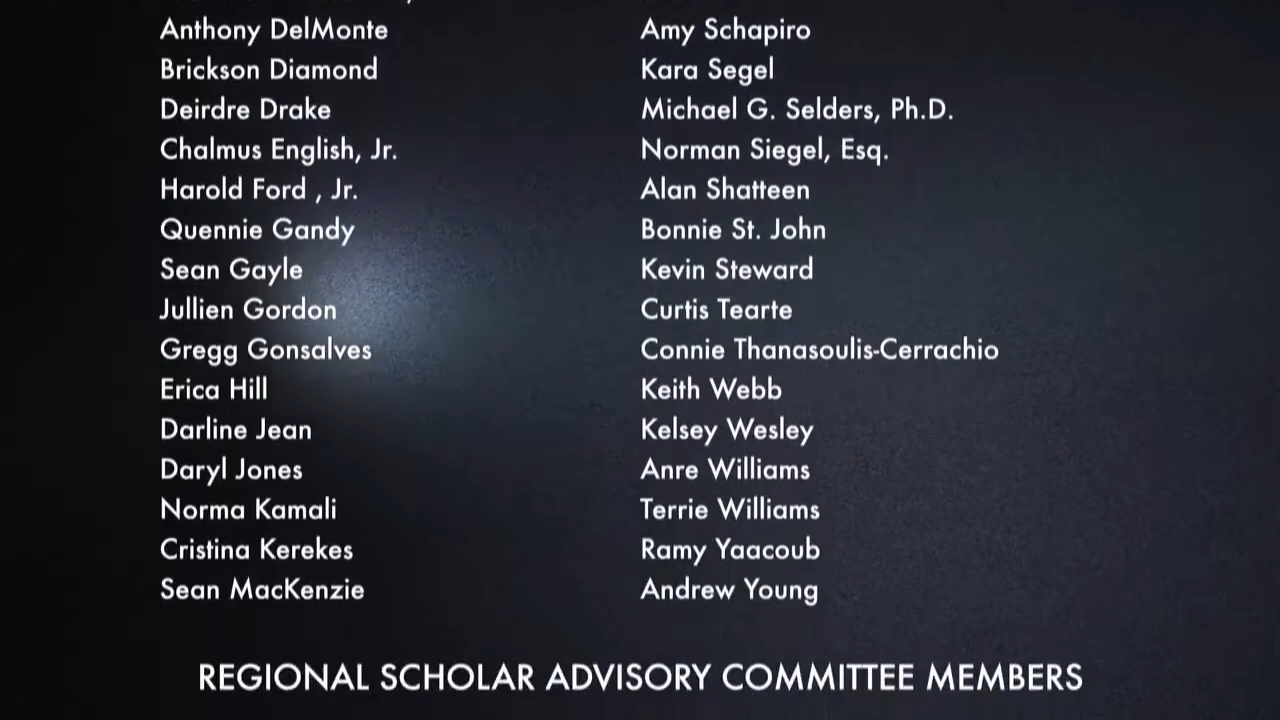 Anthony DelMonte
Brickson Diamond
Deirdre Drake
Chalmus English, Jr.
Harold Ford , Jr.
Quennie Gandy
Sean Gayle
Jullien Gordon
Gregg Gonsalves
Erica Hill
Darline Jean
Daryl Jones
Norma Kamali
Cristina Kerekes
Sean MacKenzie
Amy Schapiro
Kara Segel
Michael G. Selders, Ph.D.
Norman Siegel, Esq.
Alan Shatteen
Bonnie St. John
Kevin Steward
Curtis Tearte
Connie Thanasoulis-Cerrachio
Keith Webb
Kelsey Wesley
Anre Williams
Terrie Williams
Ramy Yaacoub
Andrew Young
REGIONAL SCHOLAR ADVISORY COMMITTEE MEMBERS